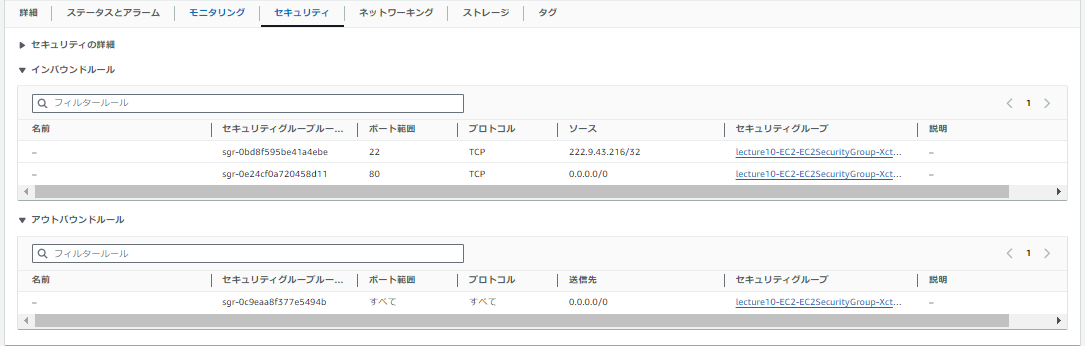 詳細 ステータスとアラーム モニタリング セキュリティ ネットワーキング ストレージ タグ
▶ セキュリティの詳細
▼ インバウンドルール
フィルタールール
1
名前 セキュリティグループルー... ポート範囲 プロトコル ソース セキュリティグループ 説明
– sgr-0bd8f595be41a4ebe 22 TCP 222.9.43.216/32 lecture10-EC2-EC2SecurityGroup-Xct... –
– sgr-0e24cf0a720458d11 80 TCP 0.0.0.0/0 lecture10-EC2-EC2SecurityGroup-Xct... –
▼ アウトバウンドルール
フィルタールール
1
名前 セキュリティグループルー... ポート範囲 プロトコル 送信先 セキュリティグループ 説明
– sgr-0c9eaa8f377e5494b すべて すべて 0.0.0.0/0 lecture10-EC2-EC2SecurityGroup-Xct... –